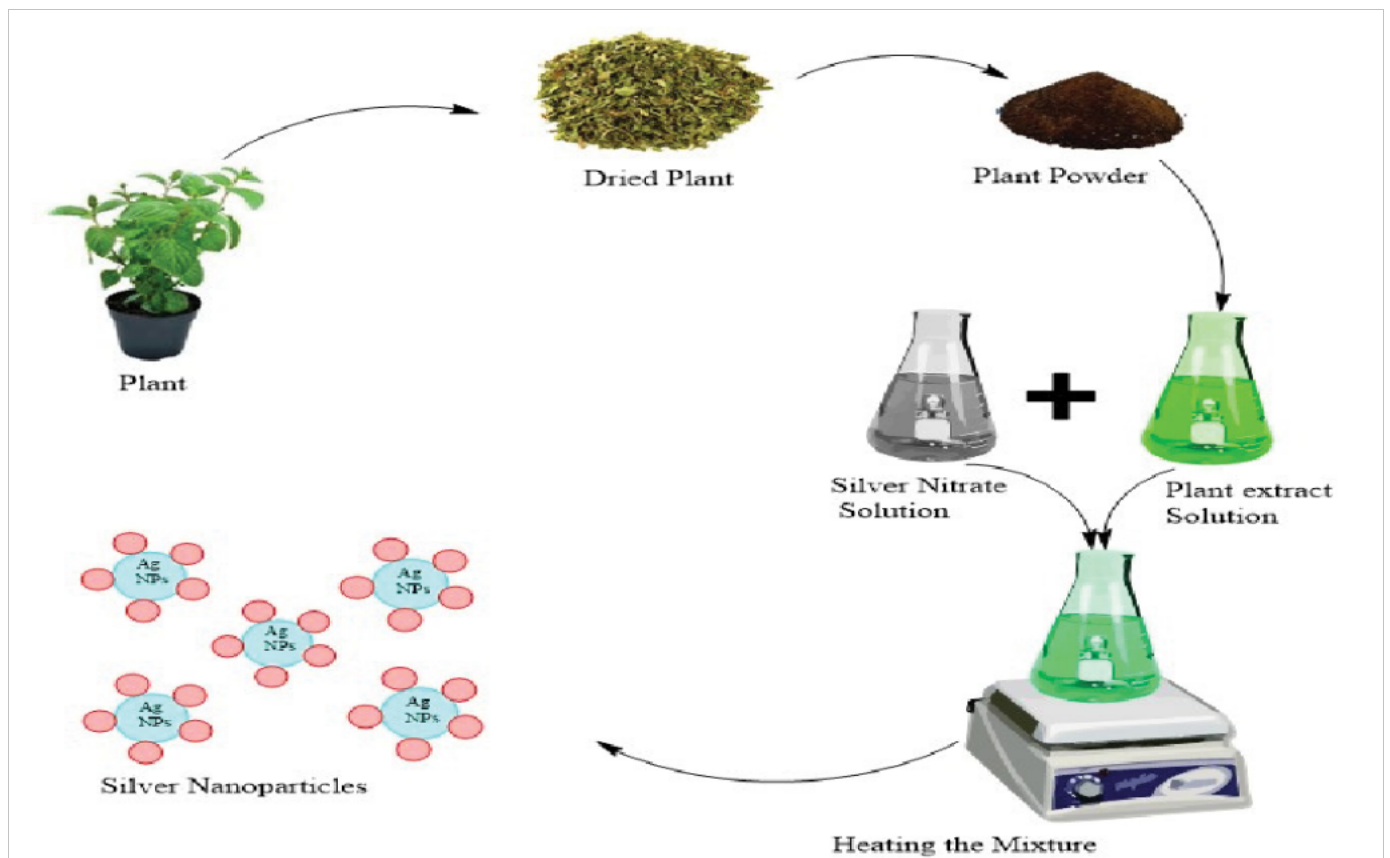 Dried Plant
Plant Powder
Plant
Silver Nitrate
Solution
Plant extract
Solution
Ag
NPs
Ag
NPs
Ag
NPs
Ag
NPs
Ag
NPs
Silver Nanoparticles
Heating the Mixture